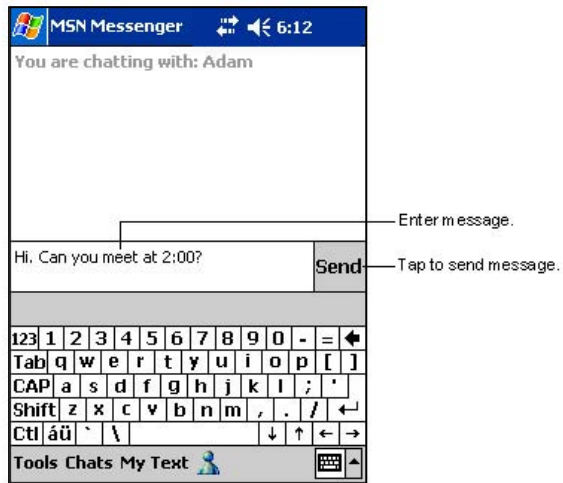 MSN Messenger 6:12
You are chatting with: Adam
Enter message.
Hi. Can you meet at 2:00?
Send
Tap to send message.
123 1 2 3 4 5 6 7 8 9 0 - =
Tab q w e r t y u i o p [ ]
CAP a s d f g h j k l ; '
Shift z x c v b n m , . /
Ctl áü ` \
Tools Chats My Text